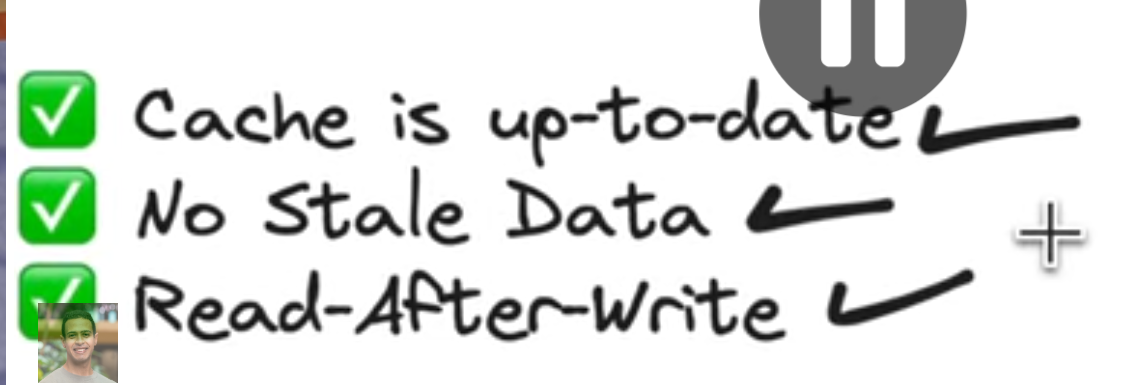 ✅ Cache is up-to-date
✅ No Stale Data
✅ Read-After-Write